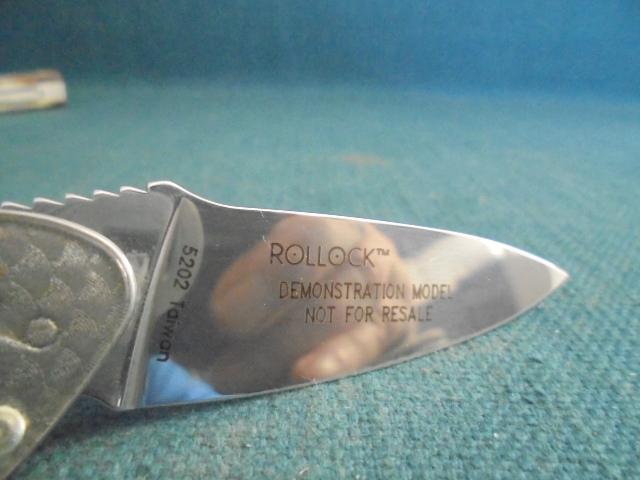 ROLLOCK™
DEMONSTRATION MODEL
NOT FOR RESALE
5202 Taiwan